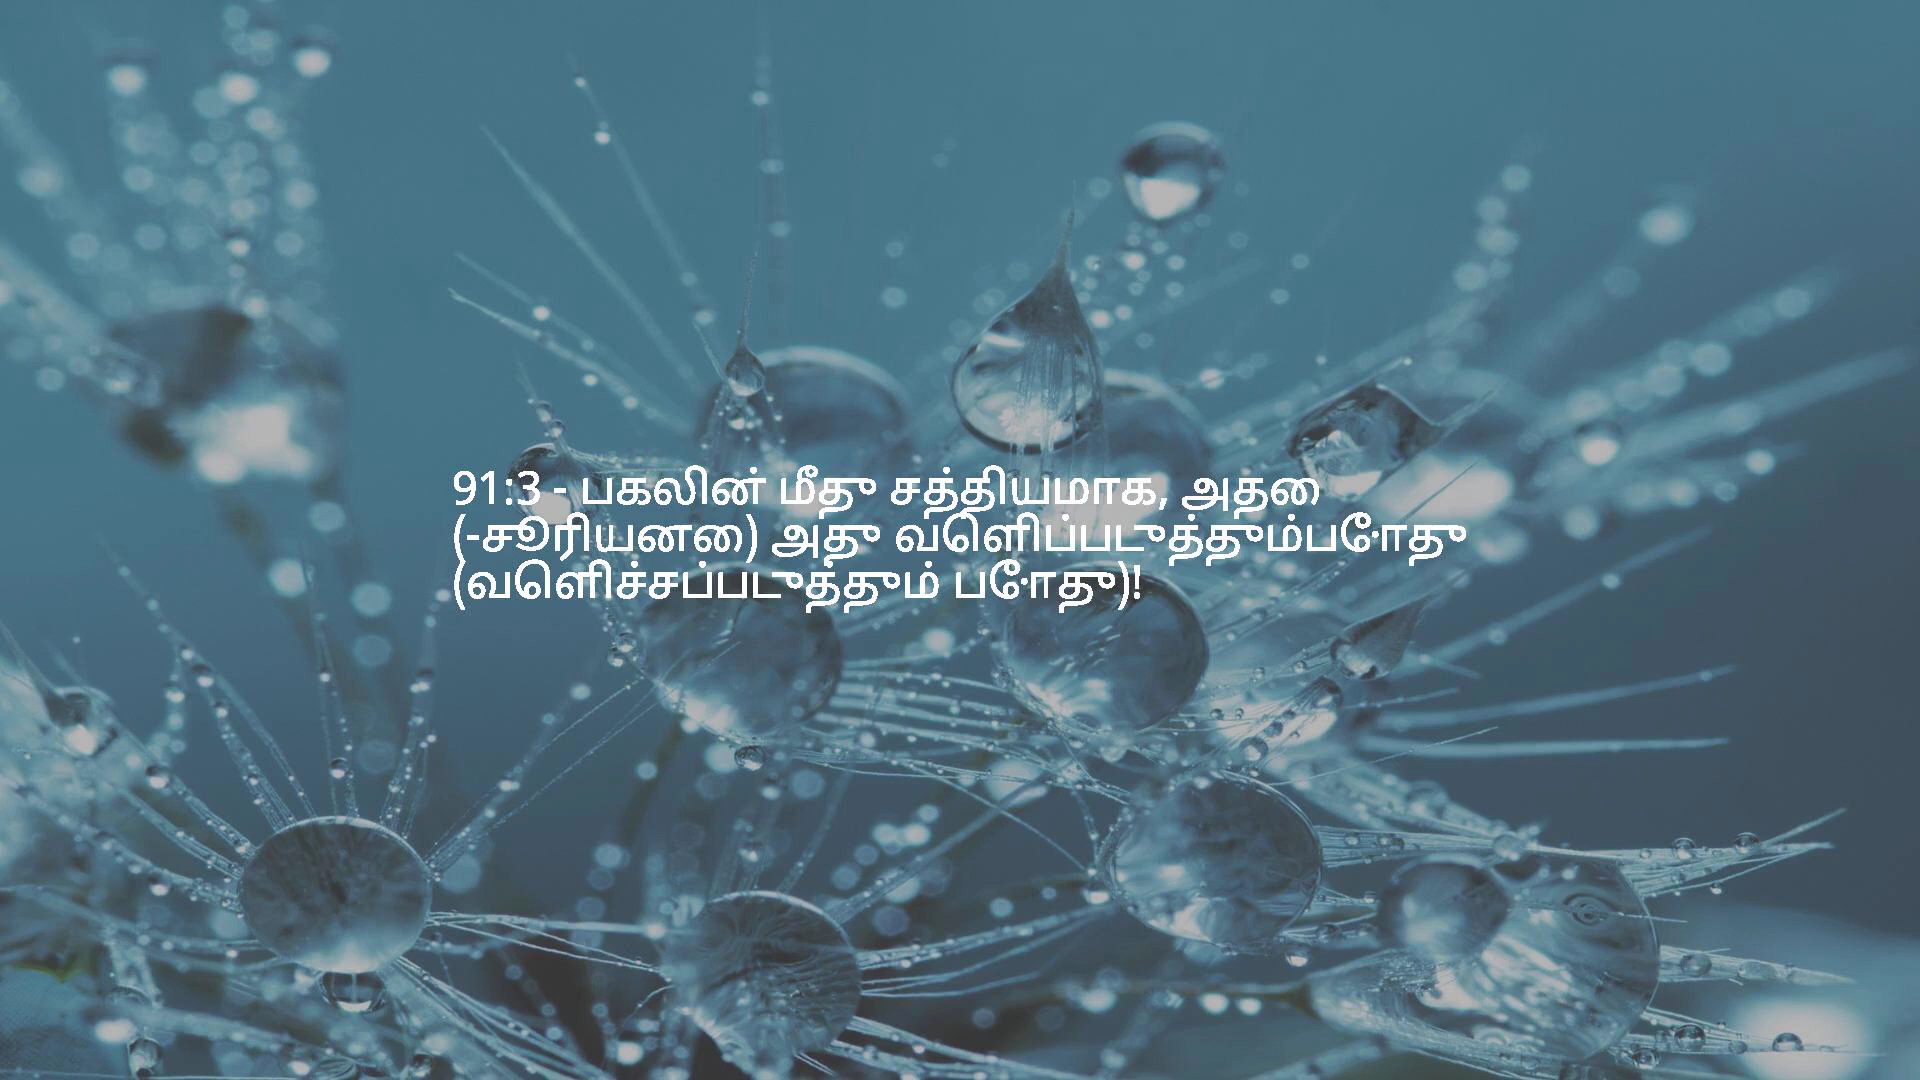 91:3 - பகலின் மீது சத்தியமாக, அதை
(-சூரியனை) அது வெளிப்படுத்தும்போது
(வெளிச்சப்படுத்தும் போது)!